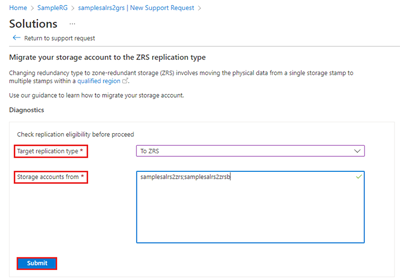 Home > SampleRG > samplesalrs2grs | New Support Request >
Solutions ...
← Return to support request
Migrate your storage account to the ZRS replication type
Changing redundancy type to zone-redundant storage (ZRS) involves moving the physical data from a single storage stamp to
multiple stamps within a qualified region.
Use our guidance to learn how to migrate your storage account.
Diagnostics
Check replication eligibility before proceed
Target replication type *
To ZRS
Storage accounts from *
samplesalrs2zrs;samplesalrs2zrsb
Submit